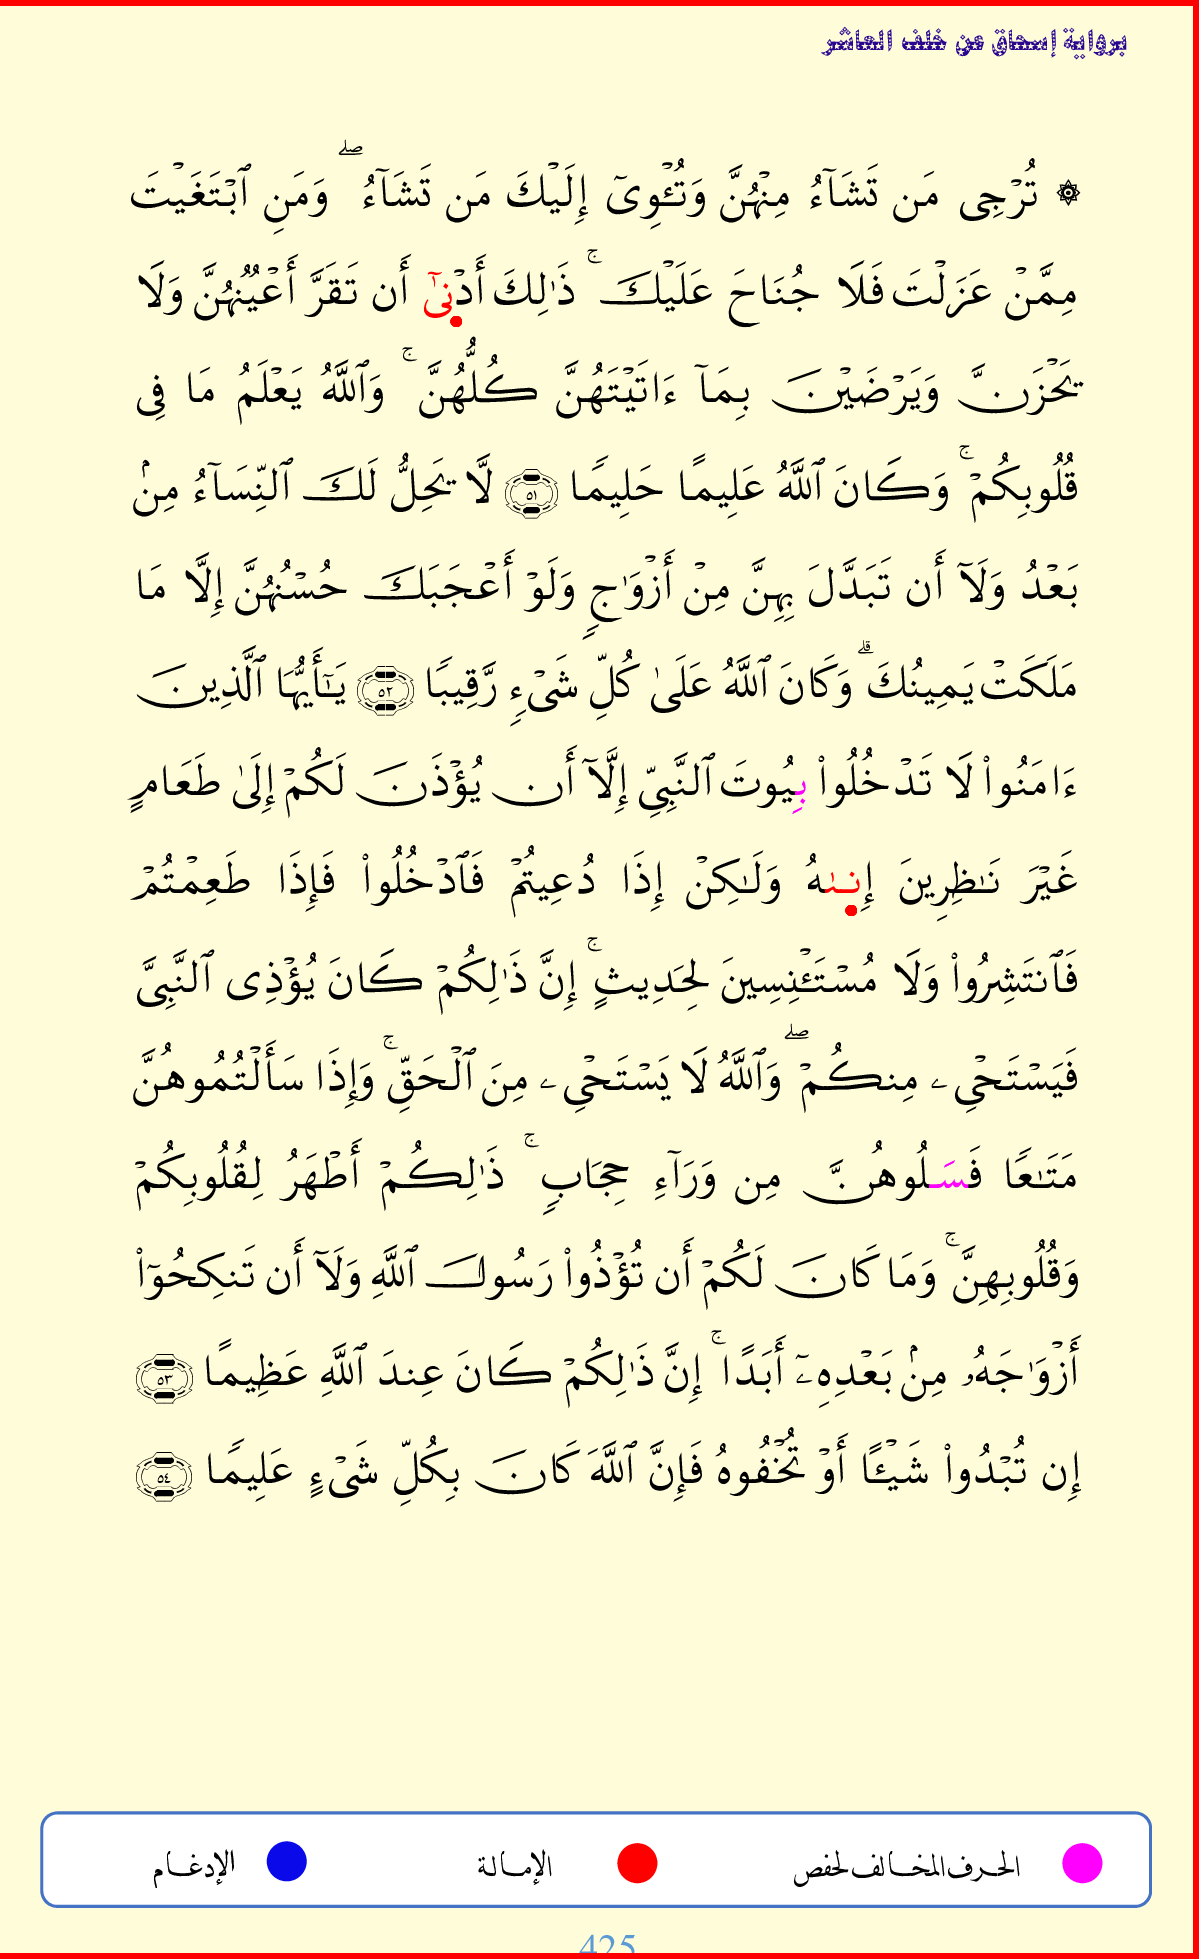 برواية إسحاق عن خلف العاشر
۞ تُرۡجِى مَن تَشَآءُ مِنۡهُنَّ وَتُـۡٔوِىٓ إِلَيۡكَ مَن تَشَآءُۖ وَمَنِ ٱبۡتَغَيۡتَ
مِمَّنۡ عَزَلۡتَ فَلَا جُنَاحَ عَلَيۡكَۚ ذَٰلِكَ أَدۡنىٰٓ أَن تَقَرَّ أَعۡيُنُهُنَّ وَلَا
يَحۡزَنَّ وَيَرۡضَيۡنَ بِمَآ ءَاتَيۡتَهُنَّ كُلُّهُنَّۚ وَٱللَّهُ يَعۡلَمُ مَا فِى
قُلُوبِكُمۡۚ وَكَانَ ٱللَّهُ عَلِيمًا حَلِيمًا ٥١ لَّا يَحِلُّ لَكَ ٱلنِّسَآءُ مِنۢ
بَعۡدُ وَلَآ أَن تَبَدَّلَ بِهِنَّ مِنۡ أَزۡوَٰجٍ وَلَوۡ أَعۡجَبَكَ حُسۡنُهُنَّ إِلَّا مَا
مَلَكَتۡ يَمِينُكَۗ وَكَانَ ٱللَّهُ عَلَىٰ كُلِّ شَىۡءٍ رَّقِيبًا ٥٢ يَـٰٓأَيُّهَا ٱلَّذِينَ
ءَامَنُواْ لَا تَدۡخُلُواْ بِيُوتَ ٱلنَّبِىِّ إِلَّآ أَن يُؤۡذَنَ لَكُمۡ إِلَىٰ طَعَامٍ
غَيۡرَ نَـٰظِرِينَ إِنىٰهُ وَلَـٰكِنۡ إِذَا دُعِيتُمۡ فَٱدۡخُلُواْ فَإِذَا طَعِمۡتُمۡ
فَٱنتَشِرُواْ وَلَا مُسۡتَـۡٔنِسِينَ لِحَدِيثٍۚ إِنَّ ذَٰلِكُمۡ كَانَ يُؤۡذِى ٱلنَّبِىَّ
فَيَسۡتَحۡىِۦ مِنكُمۡۖ وَٱللَّهُ لَا يَسۡتَحۡىِۦ مِنَ ٱلۡحَقِّۚ وَإِذَا سَأَلۡتُمُوهُنَّ
مَتَـٰعًا فَسَلُوهُنَّ مِن وَرَآءِ حِجَابٍۚ ذَٰلِكُمۡ أَطۡهَرُ لِقُلُوبِكُمۡ
وَقُلُوبِهِنَّۚ وَمَا كَانَ لَكُمۡ أَن تُؤۡذُواْ رَسُولَ ٱللَّهِ وَلَآ أَن تَنكِحُوٓاْ
أَزۡوَٰجَهُۥ مِنۢ بَعۡدِهِۦٓ أَبَدًاۚ إِنَّ ذَٰلِكُمۡ كَانَ عِندَ ٱللَّهِ عَظِيمًا ٥٣
إِن تُبۡدُواْ شَيۡـًٔا أَوۡ تُخۡفُوهُ فَإِنَّ ٱللَّهَ كَانَ بِكُلِّ شَىۡءٍ عَلِيمًا ٥٤
الحرف المخالف لحفص الإمالة الإدغام
425